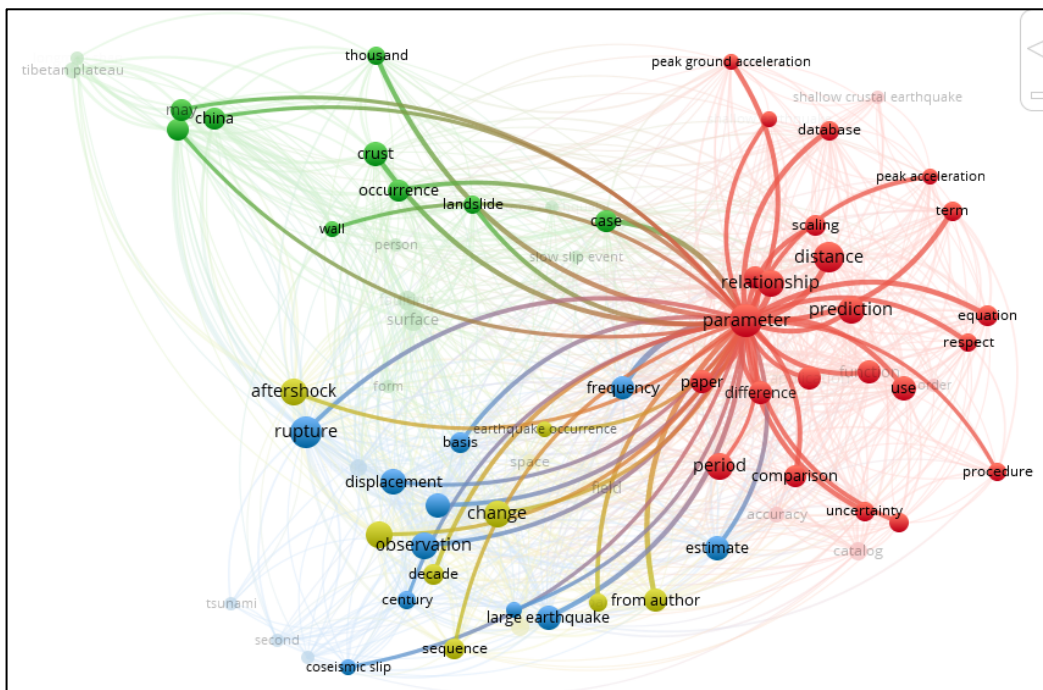 thousand
peak ground acceleration
tibetan plateau
shallow crustal earthquake
may
china
database
crust
occurrence
peak acceleration
landslide
term
wall
case
scaling
person
slow slip event
distance
relationship
surface
parameter
prediction
equation
respect
function
aftershock
form
frequency
paper
difference
use
order
rupture
earthquake occurrence
basis
space
period
comparison
procedure
displacement
field
change
accuracy
uncertainty
observation
estimate
catalog
decade
century
from author
tsunami
large earthquake
second
sequence
coseismic slip